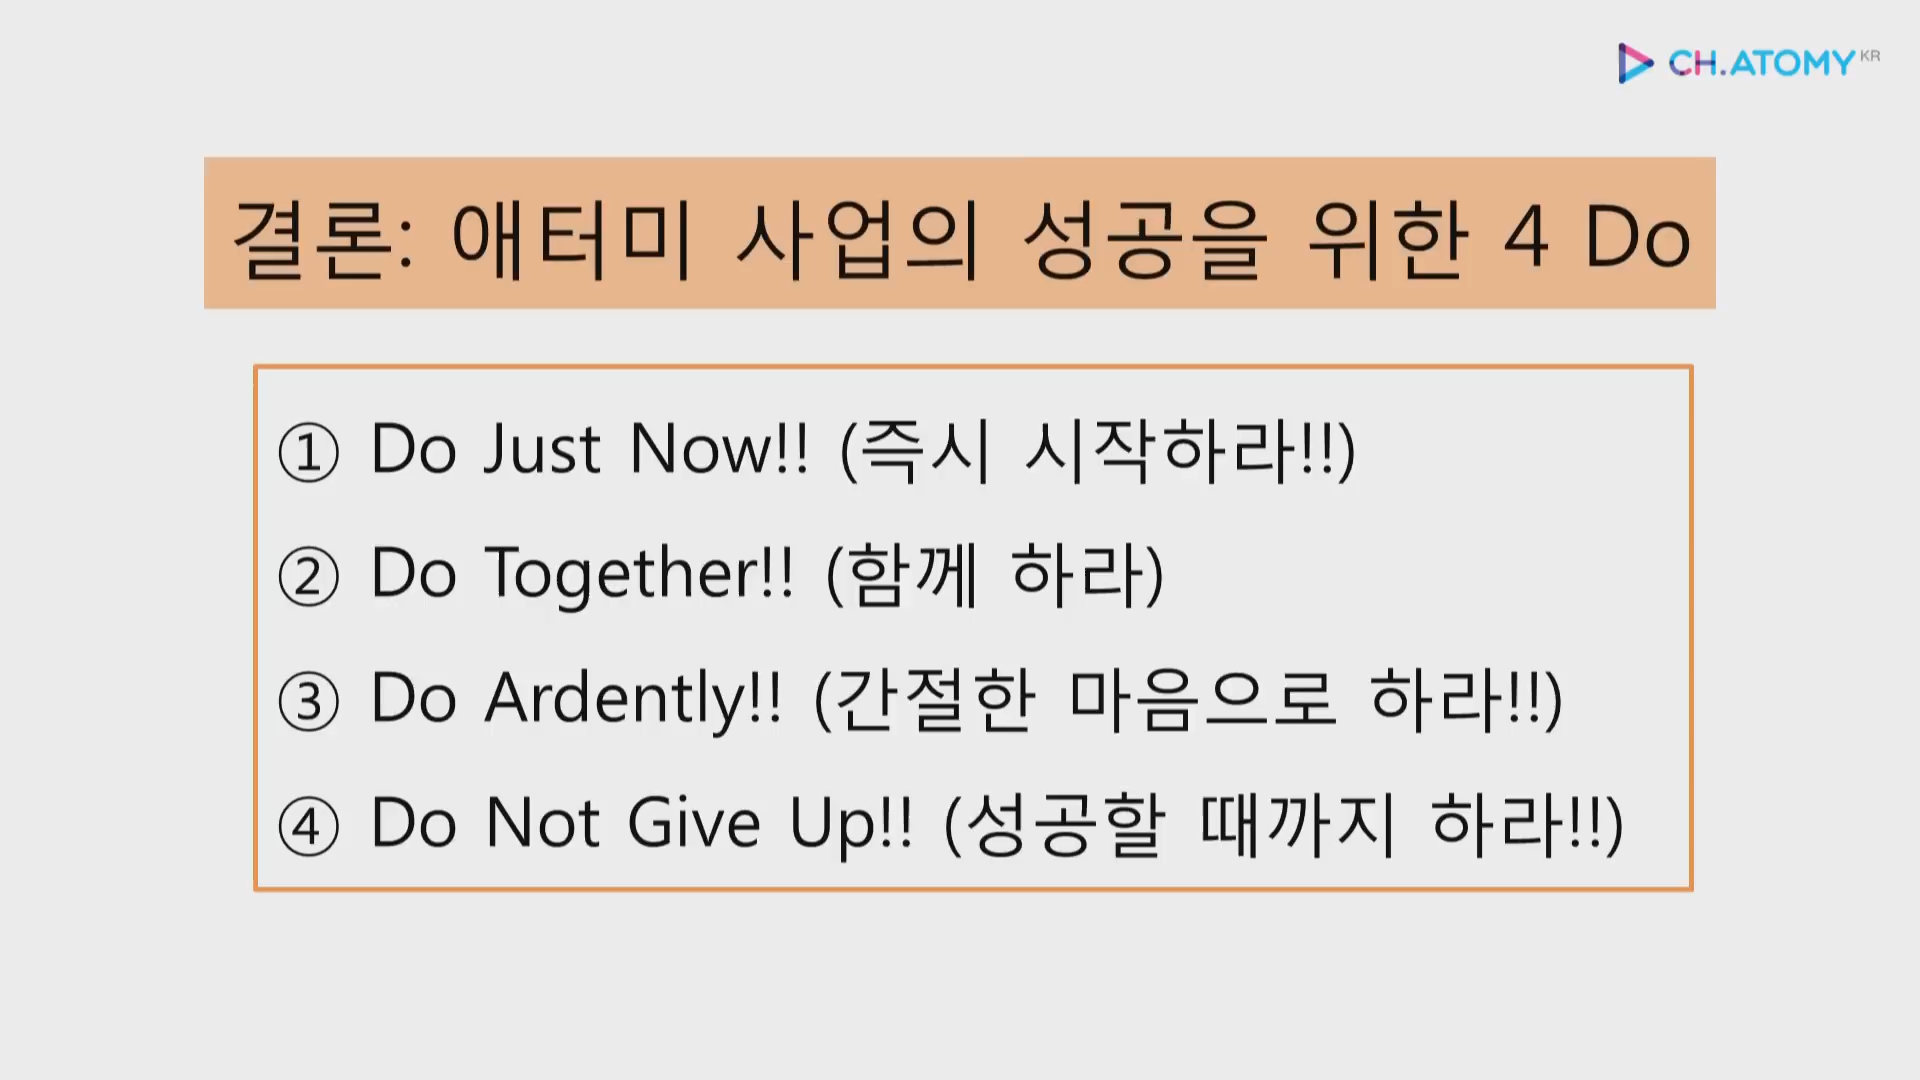 CH.ATOMY KR
결론: 애터미 사업의 성공을 위한 4 Do
① Do Just Now!! (즉시 시작하라!!)
② Do Together!! (함께 하라)
③ Do Ardently!! (간절한 마음으로 하라!!)
④ Do Not Give Up!! (성공할 때까지 하라!!)